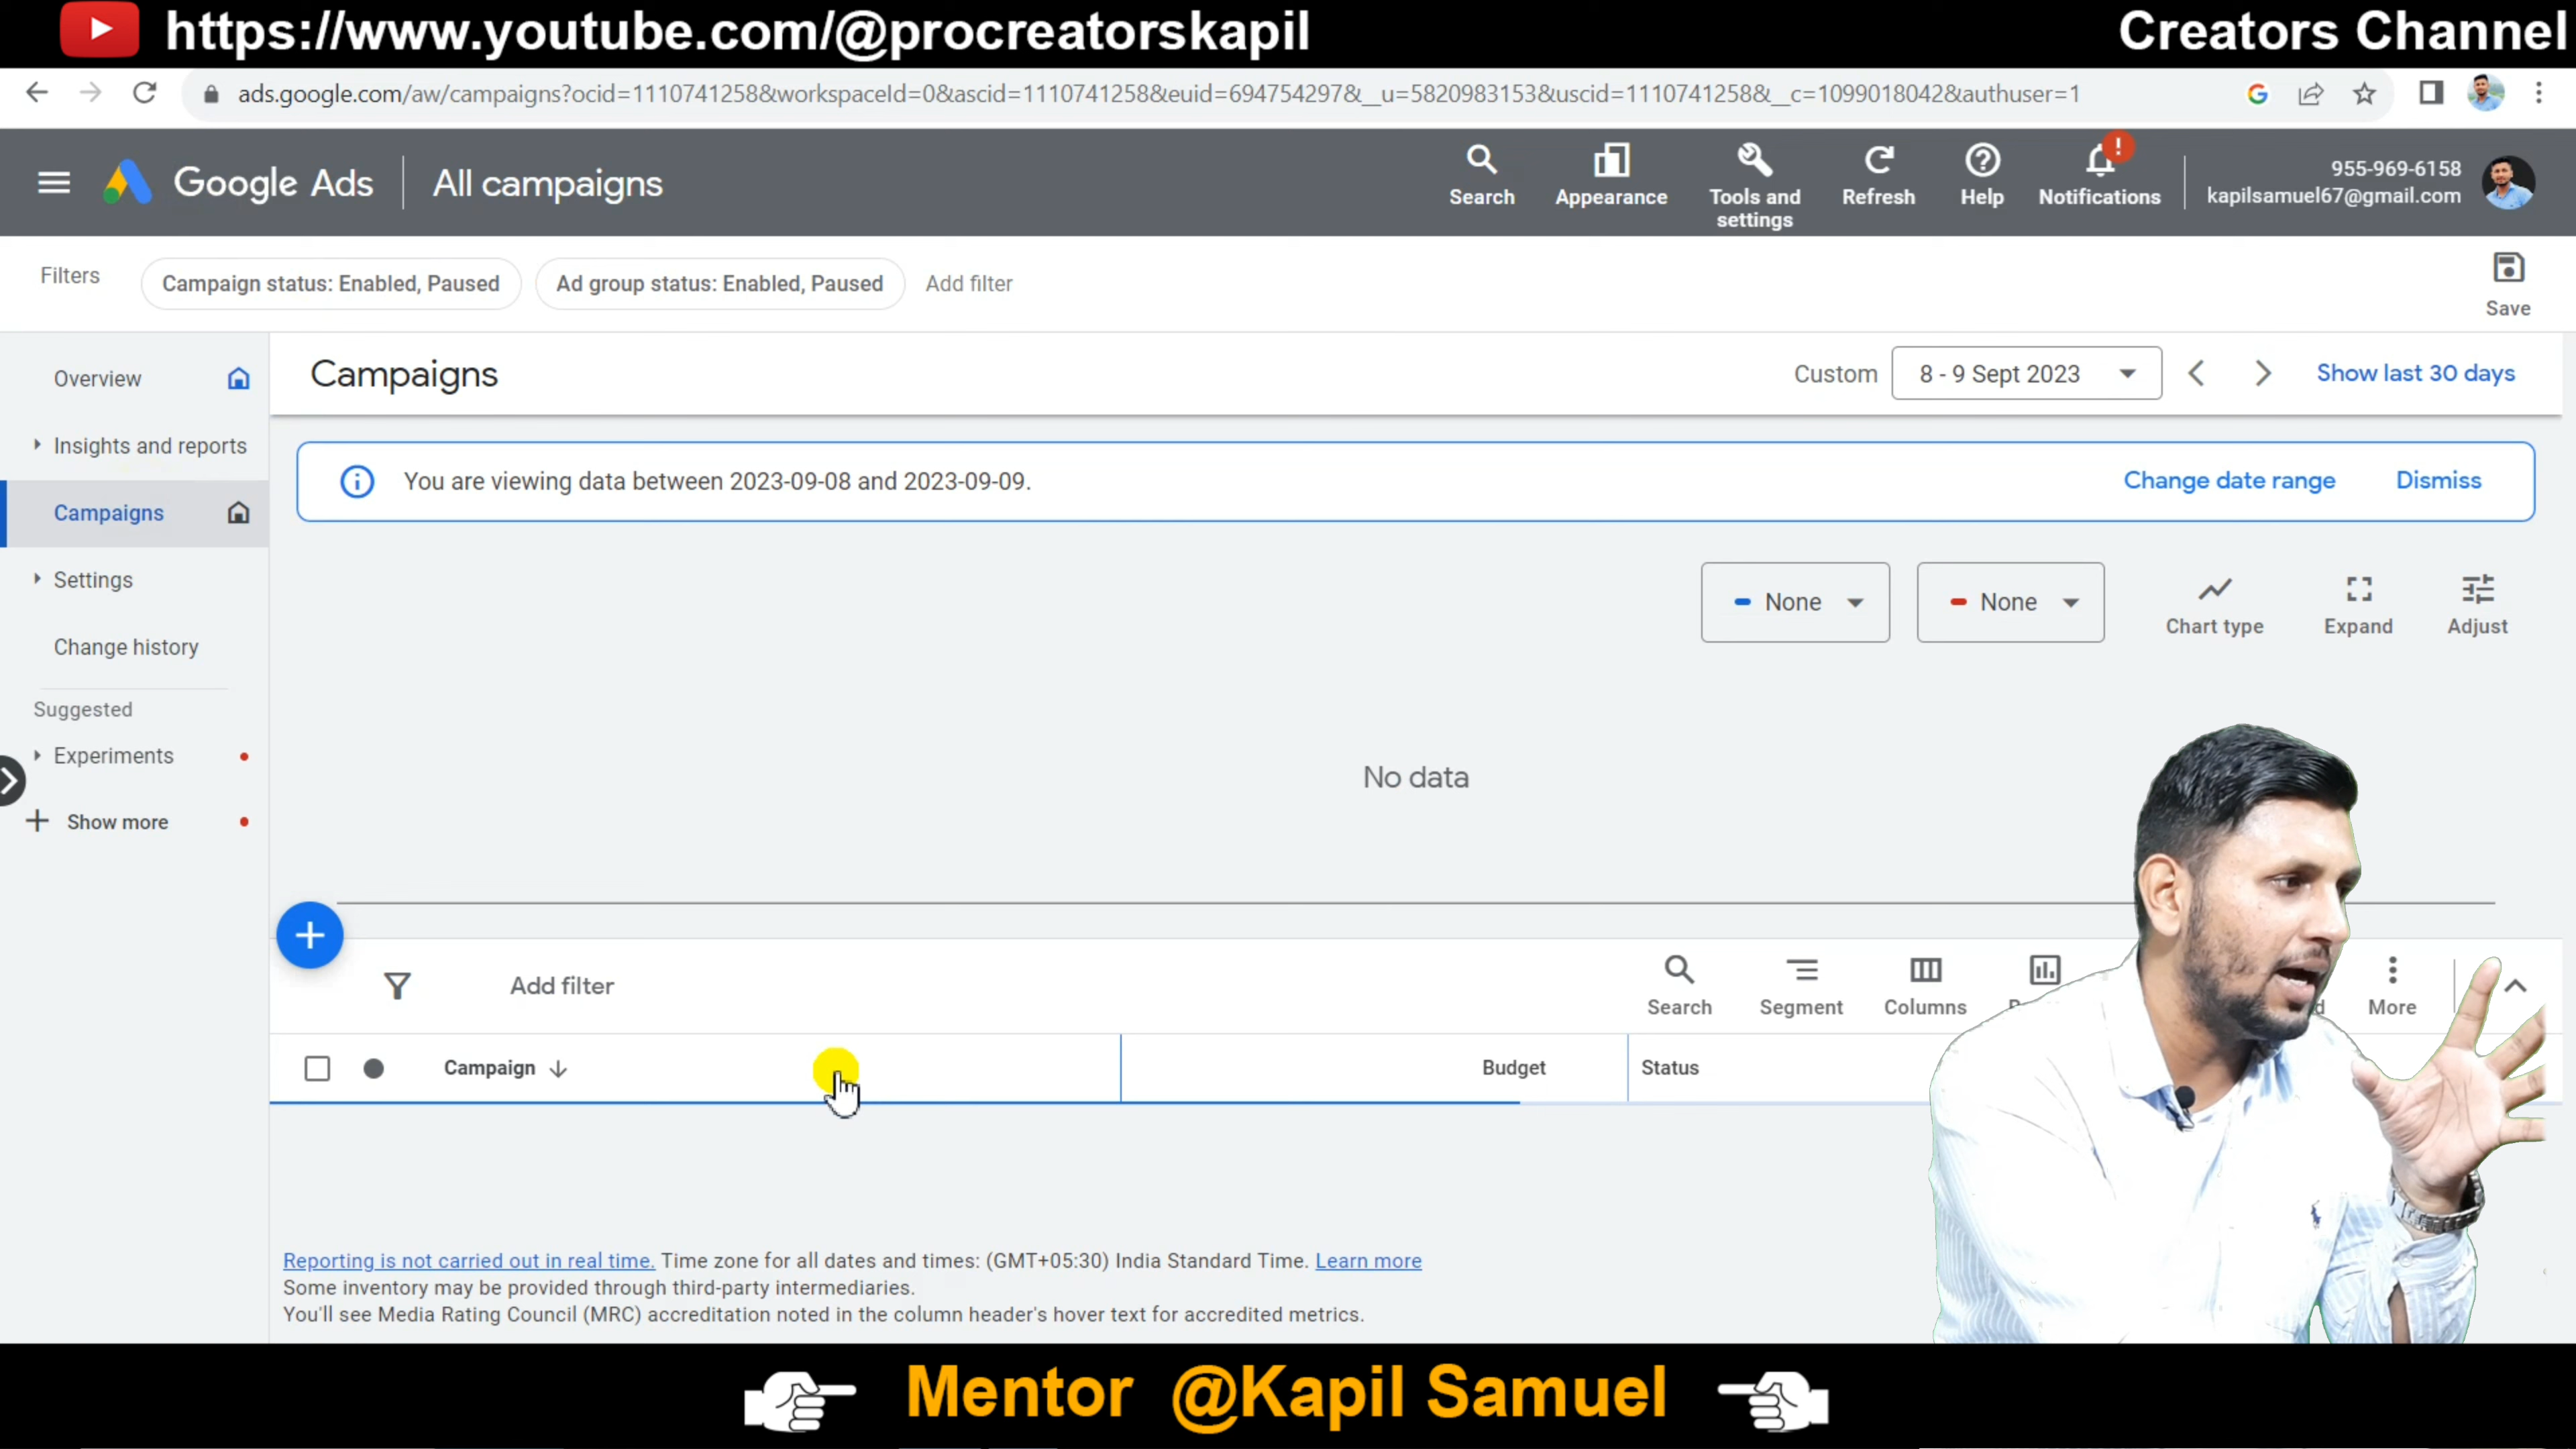 https://www.youtube.com/@procreatorskapil
Creators Channel
ads.google.com/aw/campaigns?ocid=1110741258&workspaceId=0&ascid=1110741258&euid=694754297&__u=5820983153&uscid=1110741258&__c=1099018042&authuser=1
Google Ads
All campaigns
Search
Appearance
Tools and
settings
Refresh
Help
Notifications
955-969-6158
kapilsamuel67@gmail.com
Filters
Campaign status: Enabled, Paused
Ad group status: Enabled, Paused
Add filter
Save
Overview
Insights and reports
Campaigns
Settings
Change history
Suggested
Experiments
Show more
Campaigns
Custom
8 - 9 Sept 2023
Show last 30 days
You are viewing data between 2023-09-08 and 2023-09-09.
Change date range
Dismiss
None
None
Chart type
Expand
Adjust
No data
Add filter
Search
Segment
Columns
More
Campaign
Budget
Status
Reporting is not carried out in real time. Time zone for all dates and times: (GMT+05:30) India Standard Time. Learn more
Some inventory may be provided through third-party intermediaries.
You'll see Media Rating Council (MRC) accreditation noted in the column header's hover text for accredited metrics.
Mentor @Kapil Samuel